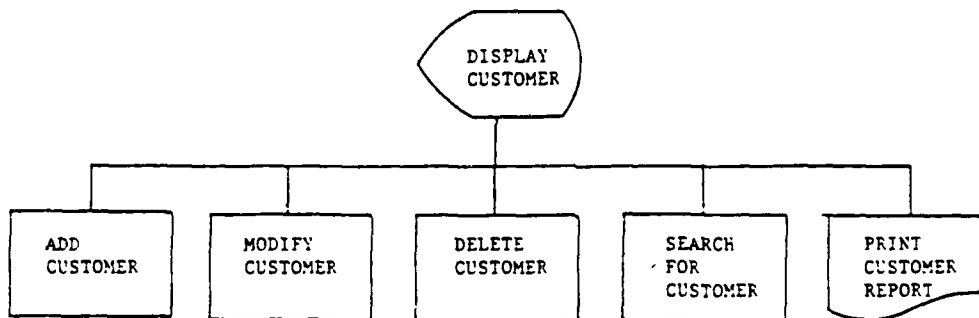 DISPLAY
CUSTOMER
ADD
CUSTOMER
MODIFY
CUSTOMER
DELETE
CUSTOMER
SEARCH
FOR
CUSTOMER
PRINT
CUSTOMER
REPORT